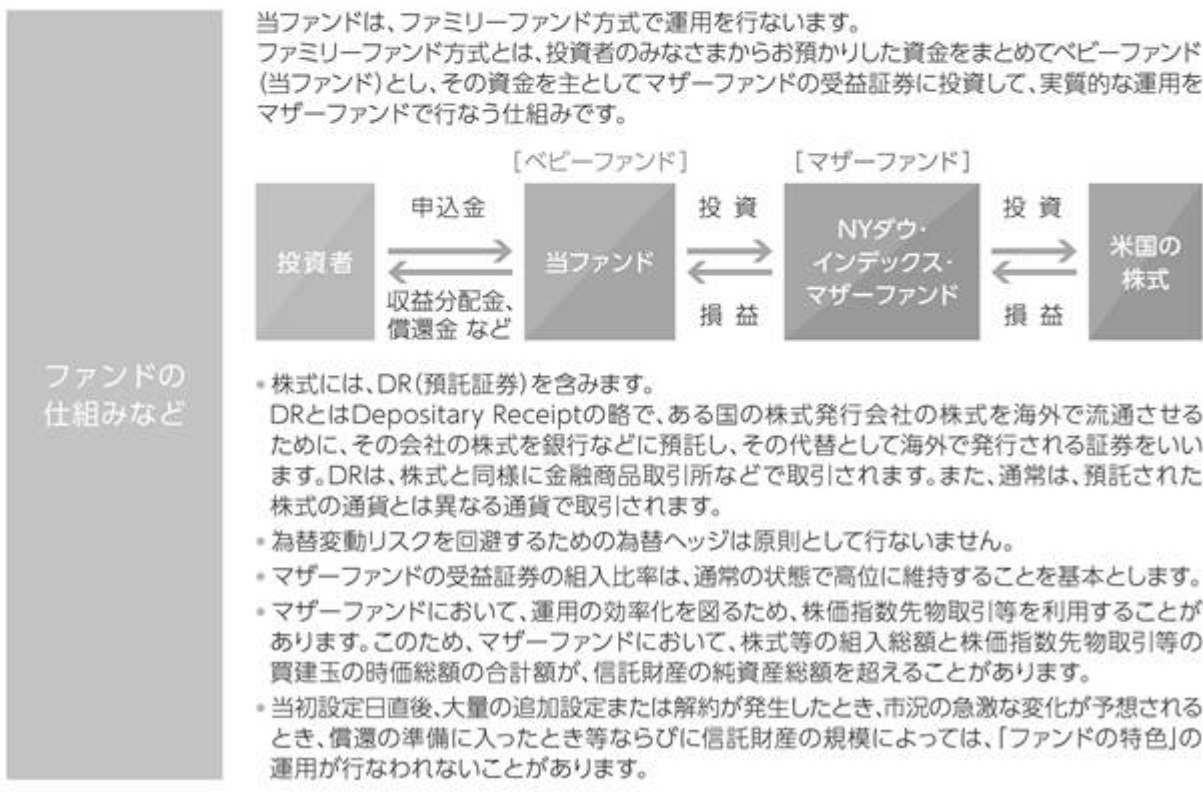 当ファンドは、ファミリーファンド方式で運用を行ないます。
ファミリーファンド方式とは、投資者のみなさまからお預かりした資金をまとめてベビーファンド
(当ファンド)とし、その資金を主としてマザーファンドの受益証券に投資して、実質的な運用を
マザーファンドで行なう仕組みです。
[ベビーファンド]
[マザーファンド]
投資者
申込金
収益分配金、
償還金 など
当ファンド
投 資
損 益
NYダウ・
インデックス・
マザーファンド
投 資
損 益
米国の
株式
ファンドの
仕組みなど
• 株式には、DR(預託証券)を含みます。
DRとはDepositary Receiptの略で、ある国の株式発行会社の株式を海外で流通させる
ために、その会社の株式を銀行などに預託し、その代替として海外で発行される証券をいい
ます。DRは、株式と同様に金融商品取引所などで取引されます。また、通常は、預託された
株式の通貨とは異なる通貨で取引されます。
• 為替変動リスクを回避するための為替ヘッジは原則として行ないません。
• マザーファンドの受益証券の組入比率は、通常の状態で高位に維持することを基本とします。
• マザーファンドにおいて、運用の効率化を図るため、株価指数先物取引等を利用することが
あります。このため、マザーファンドにおいて、株式等の組入総額と株価指数先物取引等の
買建玉の時価総額の合計額が、信託財産の純資産総額を超えることがあります。
• 当初設定日直後、大量の追加設定または解約が発生したとき、市況の急激な変化が予想される
とき、償還の準備に入ったとき等ならびに信託財産の規模によっては、「ファンドの特色」の
運用が行なわれないことがあります。